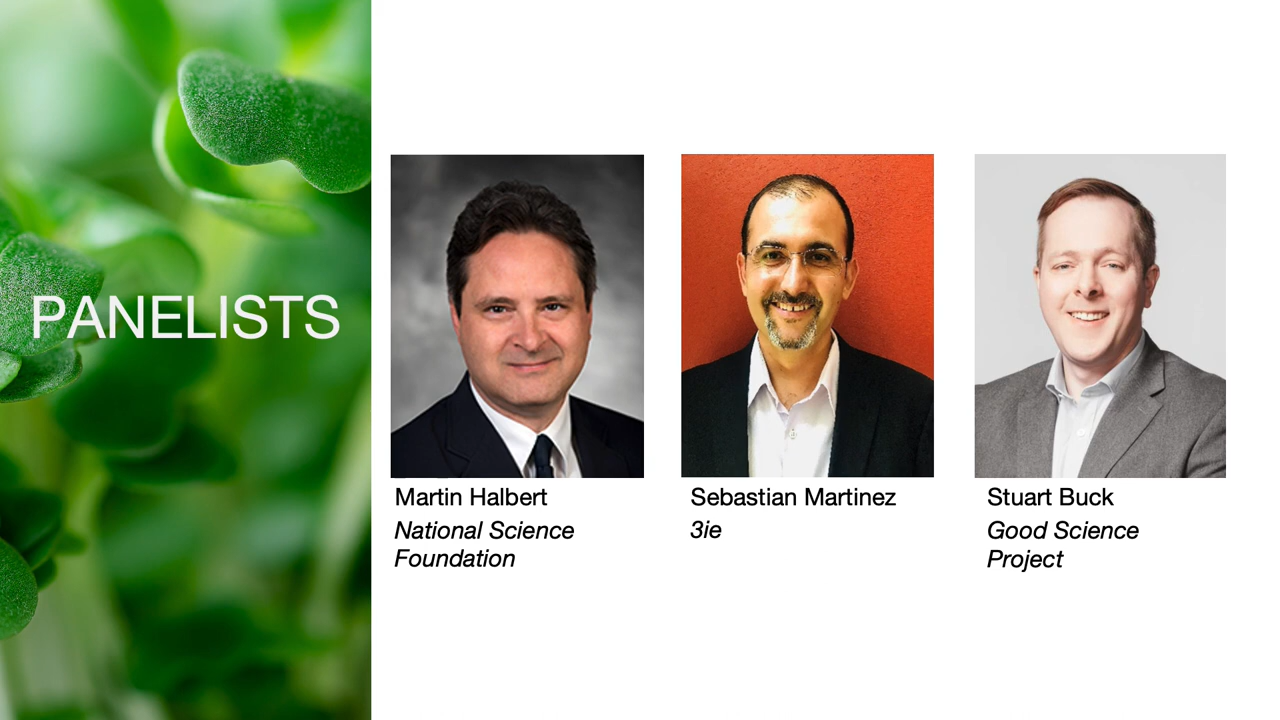 PANELISTS
Martin Halbert
National Science
Foundation
Sebastian Martinez
3ie
Stuart Buck
Good Science
Project